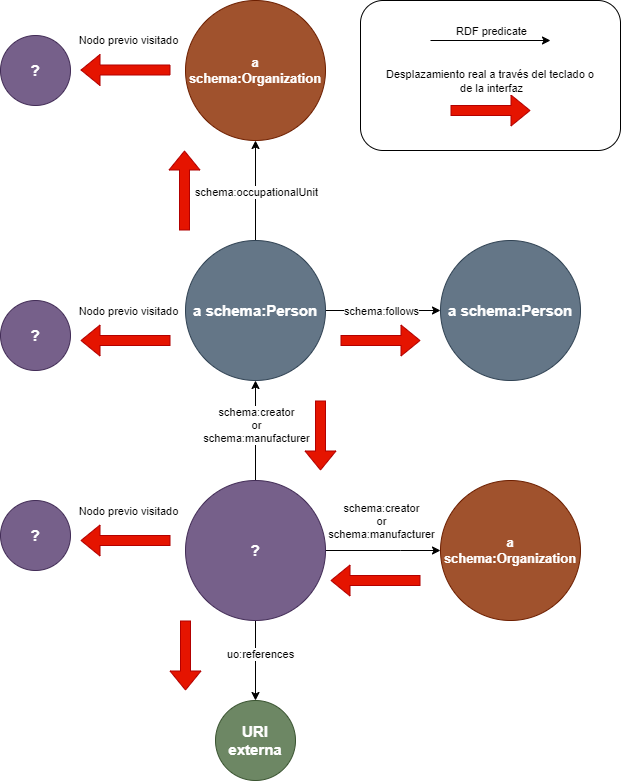 RDF predicate
Desplazamiento real a través del teclado o
de la interfaz
Nodo previo visitado
?
a
schema:Organization
schema:occupationalUnit
Nodo previo visitado
?
a schema:Person
schema:follows
a schema:Person
schema:creator
or
schema:manufacturer
Nodo previo visitado
?
?
schema:creator
or
schema:manufacturer
a
schema:Organization
uo:references
URI
externa